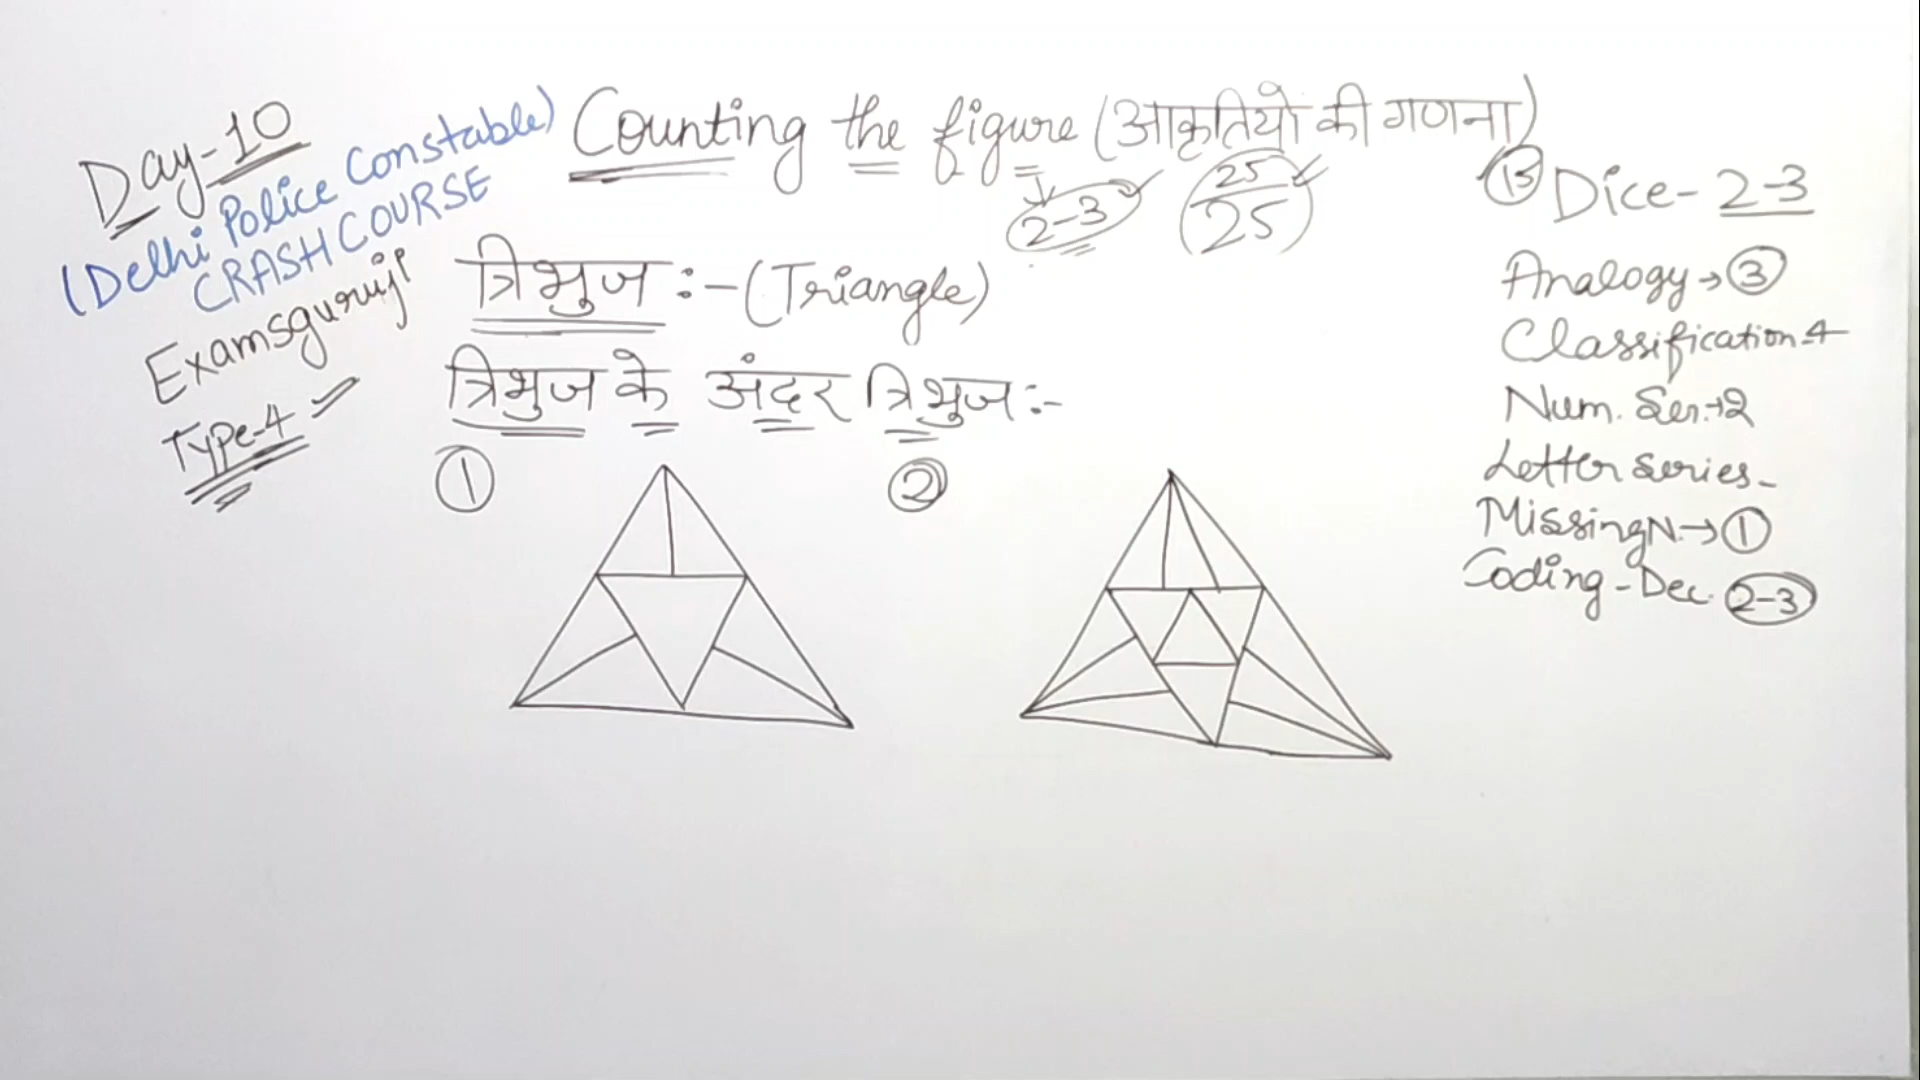 Day-10
(Delhi Police Constable)
CRASH COURSE
Examsguruji
Type-4
Counting the figure (आकृतियो की गणना)
2-3
25/25
त्रिभुज :- (Triangle)
त्रिभुज के अंदर त्रिभुज :-
① ②
⑬ Dice - 2-3
Analogy → ③
Classification - 4
Num. Ser. → 2
Letter Series -
Missing N. → ①
Coding - Dec. 2-3